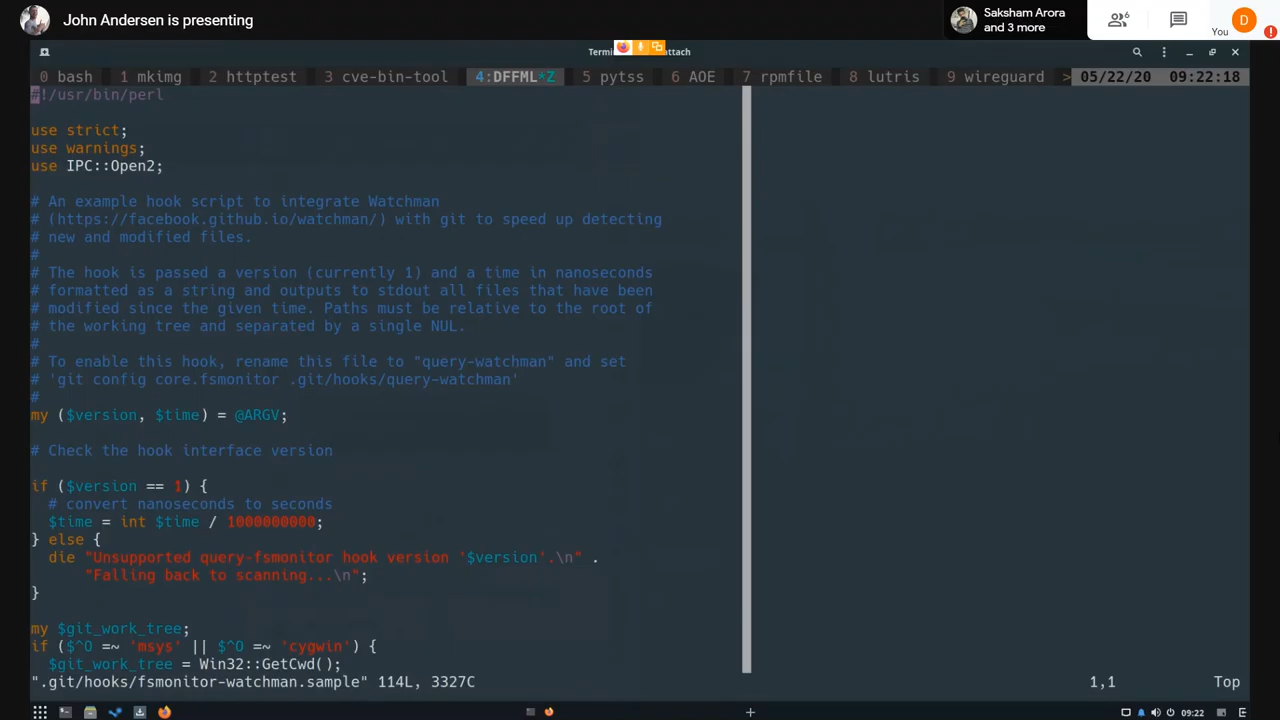 John Andersen is presenting
Saksham Arora
and 3 more
6
You
D
Termi
attach
0 bash 1 mkimg 2 httptest 3 cve-bin-tool 4:DFFML*Z 5 pytss 6 AOE 7 rpmfile 8 lutris 9 wireguard > 05/22/20 09:22:18
#!/usr/bin/perl
use strict;
use warnings;
use IPC::Open2;
# An example hook script to integrate Watchman
# (https://facebook.github.io/watchman/) with git to speed up detecting
# new and modified files.
#
# The hook is passed a version (currently 1) and a time in nanoseconds
# formatted as a string and outputs to stdout all files that have been
# modified since the given time. Paths must be relative to the root of
# the working tree and separated by a single NUL.
#
# To enable this hook, rename this file to "query-watchman" and set
# 'git config core.fsmonitor .git/hooks/query-watchman'
#
my ($version, $time) = @ARGV;
# Check the hook interface version
if ($version == 1) {
# convert nanoseconds to seconds
$time = int $time / 1000000000;
} else {
die "Unsupported query-fsmonitor hook version '$version'.\n" .
"Falling back to scanning...\n";
}
my $git_work_tree;
if ($^O =~ 'msys' || $^O =~ 'cygwin') {
$git_work_tree = Win32::GetCwd();
".git/hooks/fsmonitor-watchman.sample" 114L, 3327C 1,1 Top
09:22